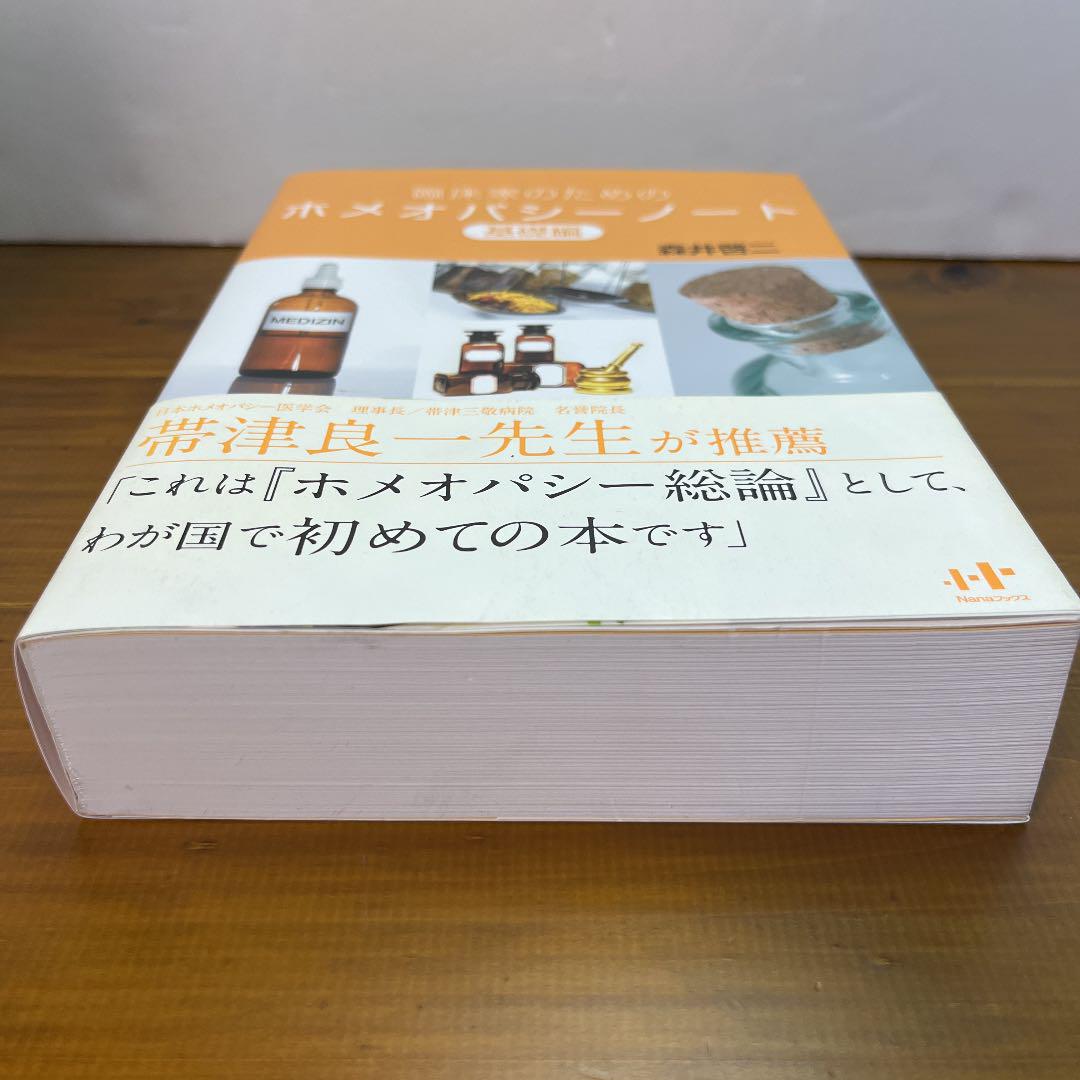 臨床家のための
ホメオパシーノート
基礎編
森井啓二
MEDIZIN
日本ホメオパシー医学会 理事長／帯津三敬病院 名誉院長
帯津良一先生が推薦
「これは『ホメオパシー総論』として、
わが国で初めての本です」
Nanaブックス